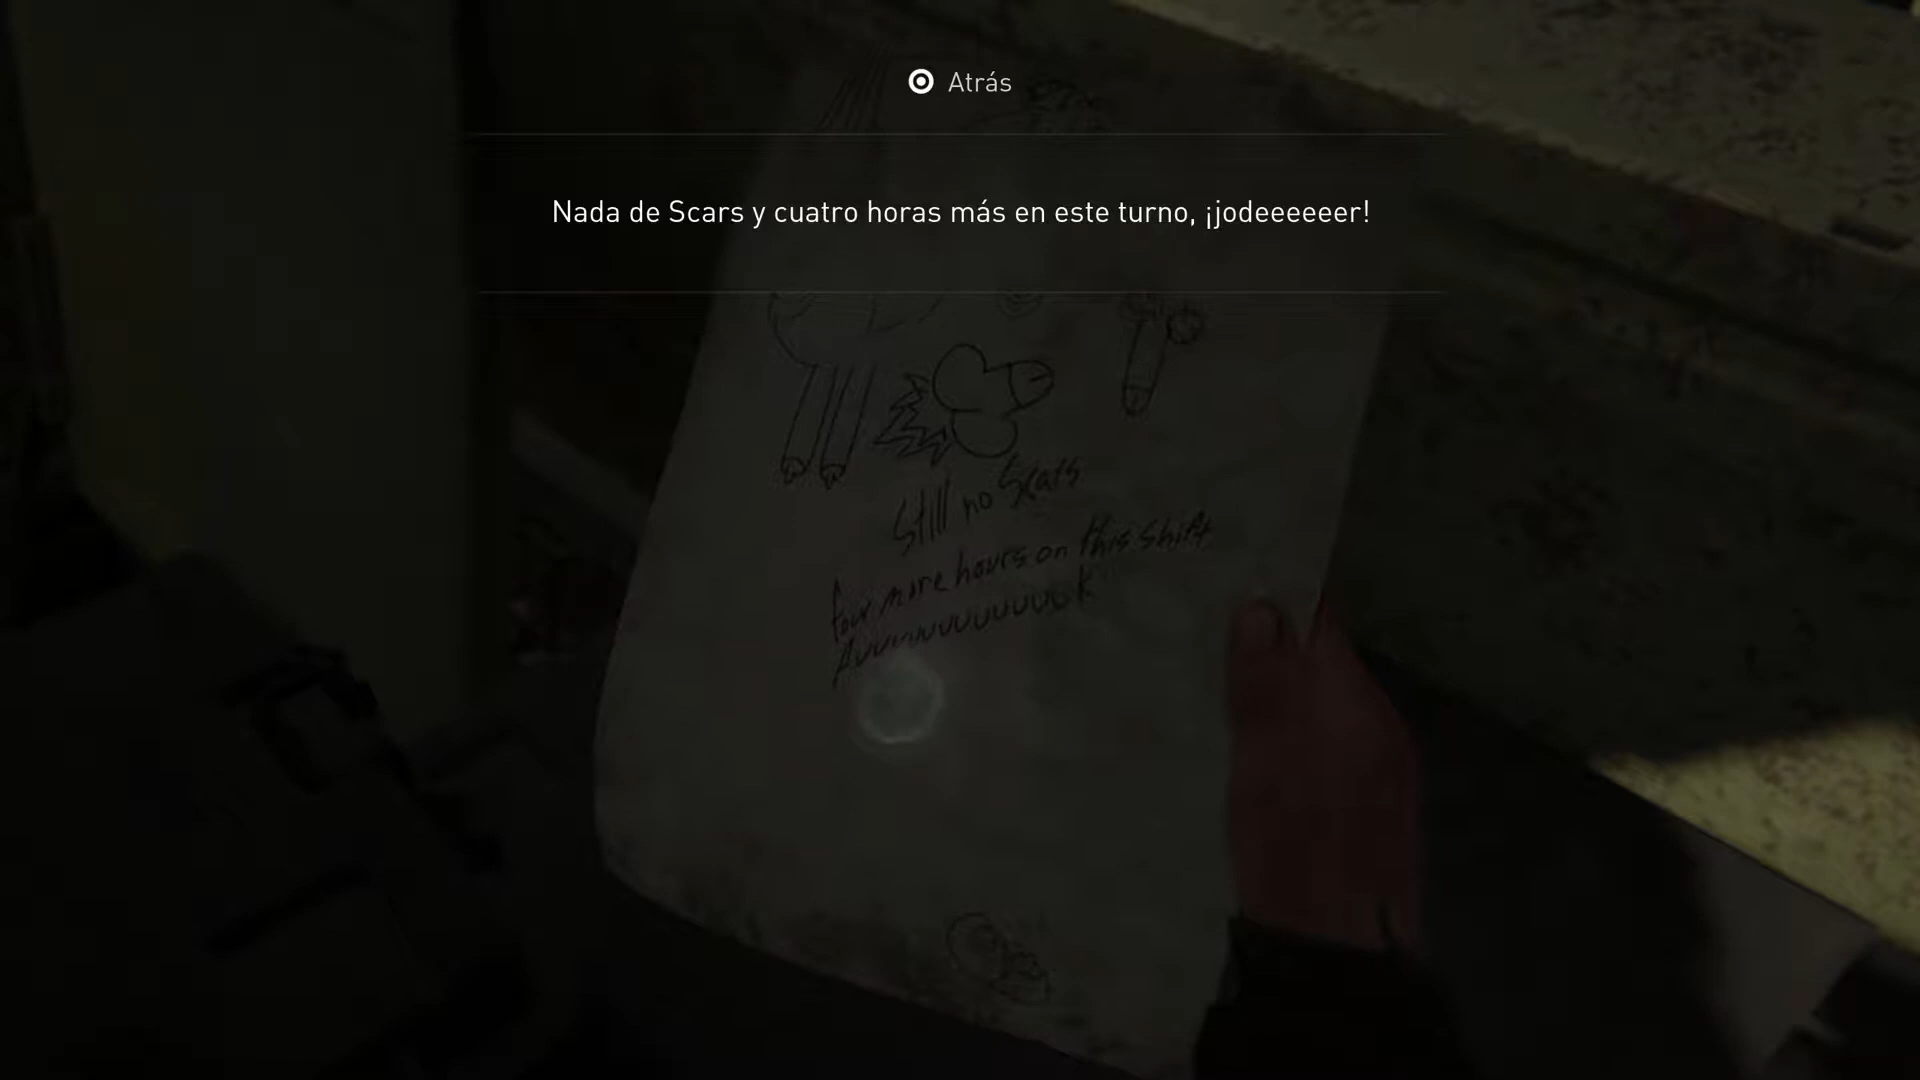 Atrás
Nada de Scars y cuatro horas más en este turno, ¡jodeeeeeer!
Still no Scars
four more hours on this shift